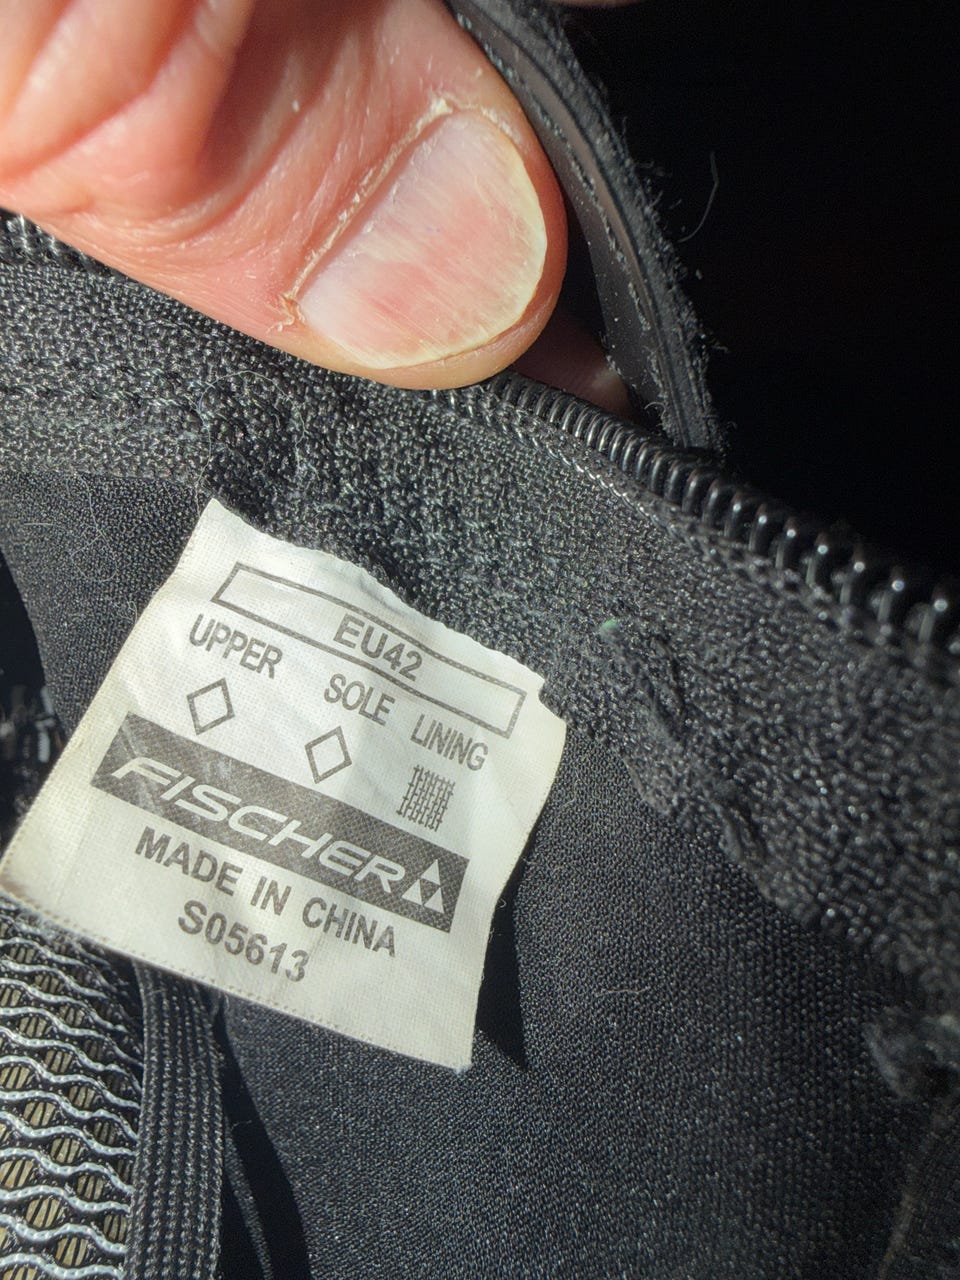 EU42
UPPER SOLE LINING
FISCHER
MADE IN CHINA
S05613